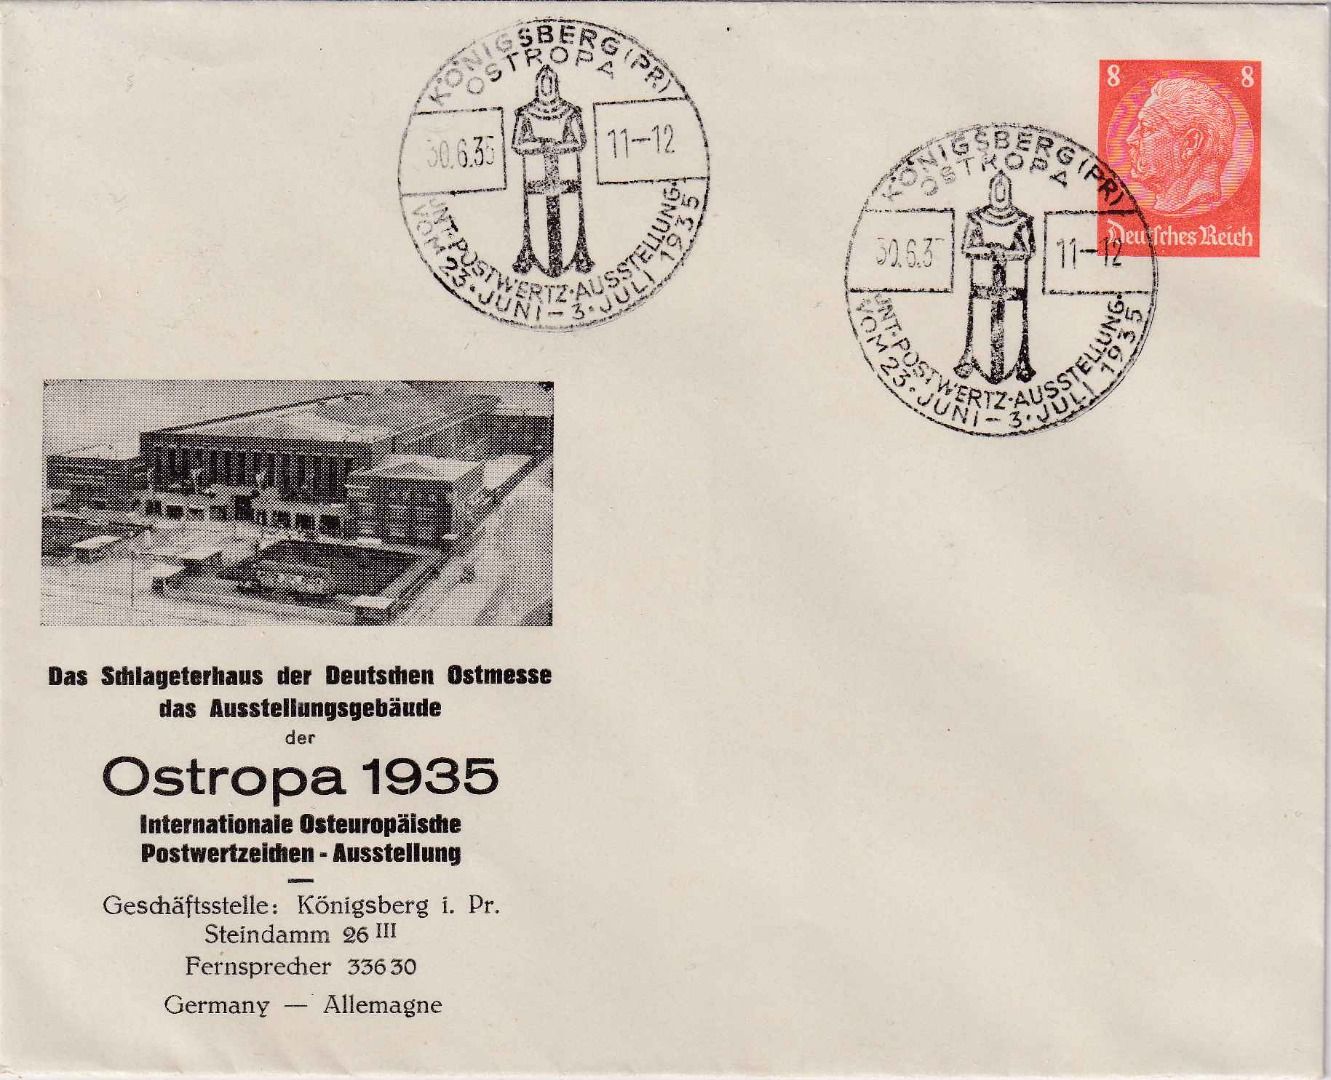 KÖNIGSBERG (PR)
OSTROPA
30.6.35
11-12
INT. POSTWERTZ. AUSSTELLUNG.
VOM 23. JUNI - 3. JULI 1935
8 8
Deutsches Reich
KÖNIGSBERG (PR)
OSTROPA
30.6.35
11-12
INT. POSTWERTZ. AUSSTELLUNG.
VOM 23. JUNI - 3. JULI 1935
Das Schlageterhaus der Deutschen Ostmesse
das Ausstellungsgebäude
der
Ostropa 1935
Internationale Osteuropäische
Postwertzeichen - Ausstellung
Geschäftsstelle: Königsberg i. Pr.
Steindamm 26 III
Fernsprecher 33630
Germany — Allemagne